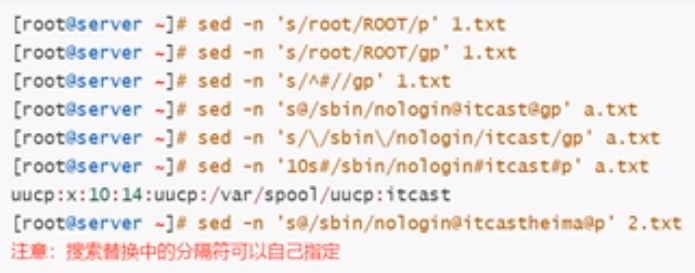 [root@server ~]# sed -n 's/root/ROOT/p' 1.txt
[root@server ~]# sed -n 's/root/ROOT/gp' 1.txt
[root@server ~]# sed -n 's/^#//gp' 1.txt
[root@server ~]# sed -n 's@/sbin/nologin@itcast@gp' a.txt
[root@server ~]# sed -n 's/\/sbin\/nologin/itcast/gp' a.txt
[root@server ~]# sed -n '10s#/sbin/nologin#itcast#p' a.txt
uucp:x:10:14:uucp:/var/spool/uucp:itcast
[root@server ~]# sed -n 's@/sbin/nologin@itcastheima@p' 2.txt
注意：搜索替换中的分隔符可以自己指定